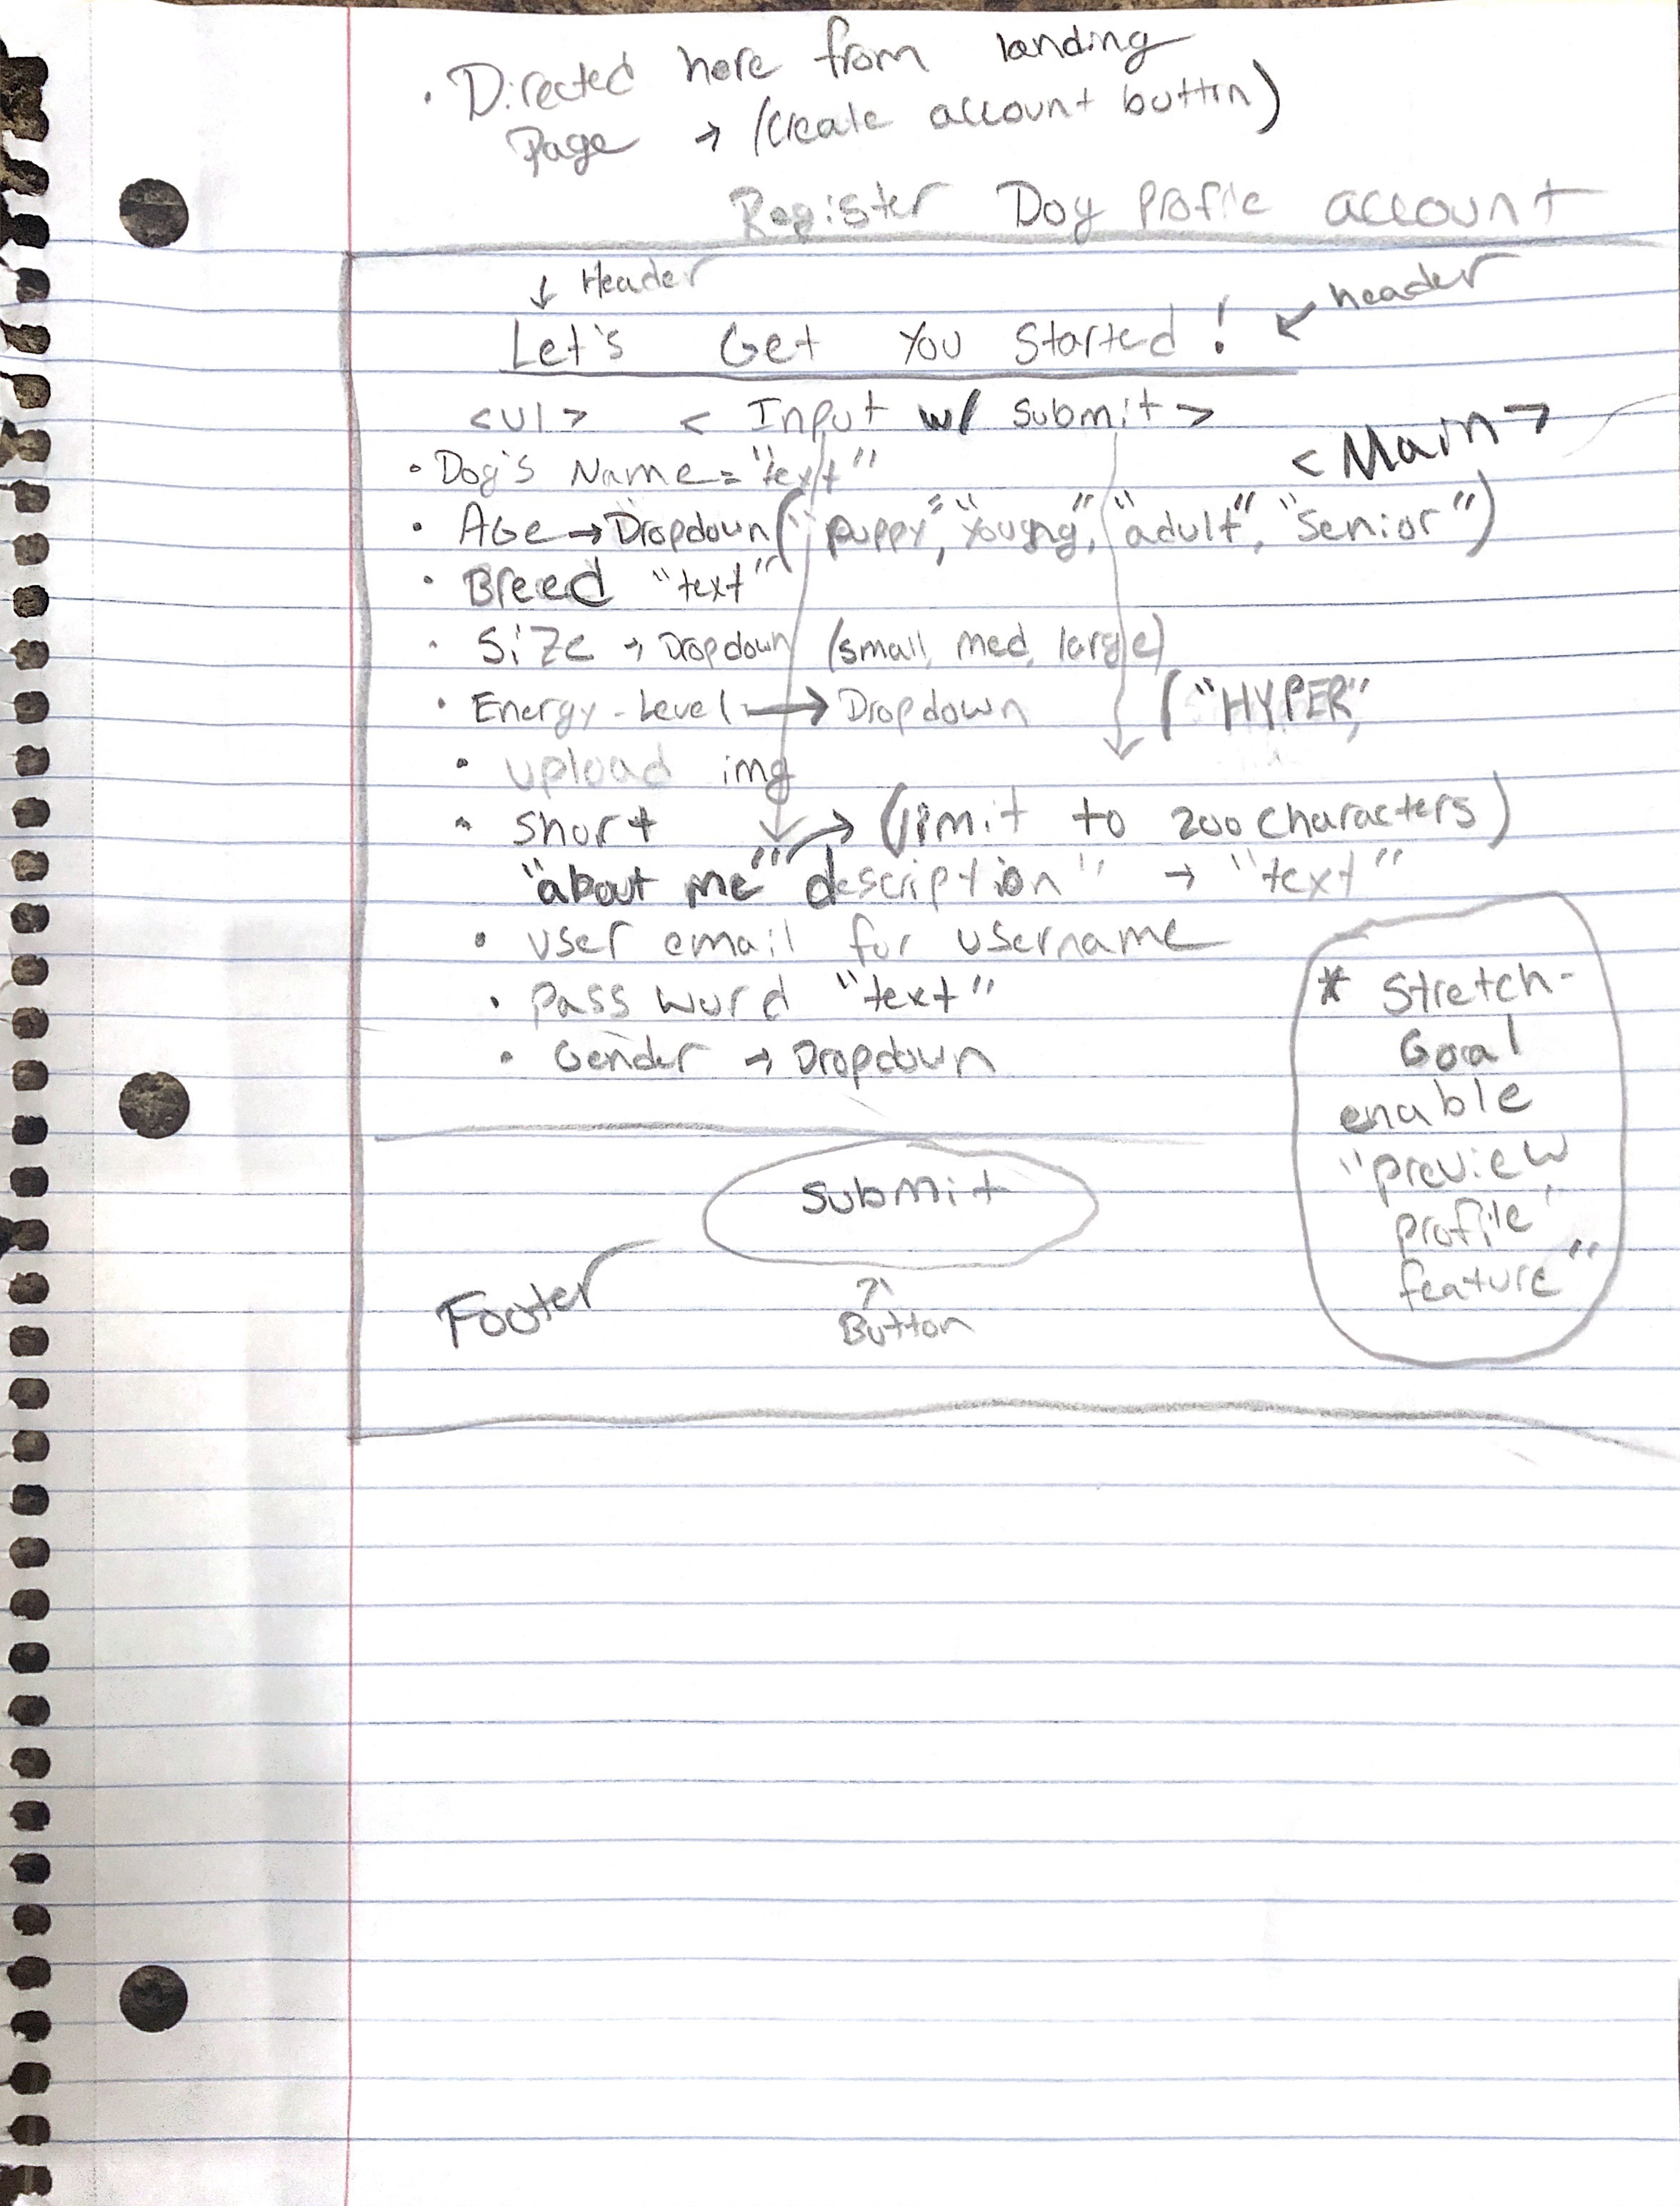 • Directed here from landing
Page → (create account button)
Register Dog Profile account
↓ Header
header
Let's Get You Started!
<Ul> < Input w/ Submit >
<Main>
• Dog's Name = "text"
• Age → Dropdown ("puppy", "young", "adult", "Senior")
• Breed "text"
• Size → Dropdown (small, med, large)
• Energy-Level → Dropdown ("HYPER",
• upload img
• short → (limit to 200 characters)
"about me" description" → "text"
• user email for username
• Pass word "text"
• Gender → Dropdown
* Stretch-
Goal
enable
"preview
profile
feature"
Submit
Footer
Button